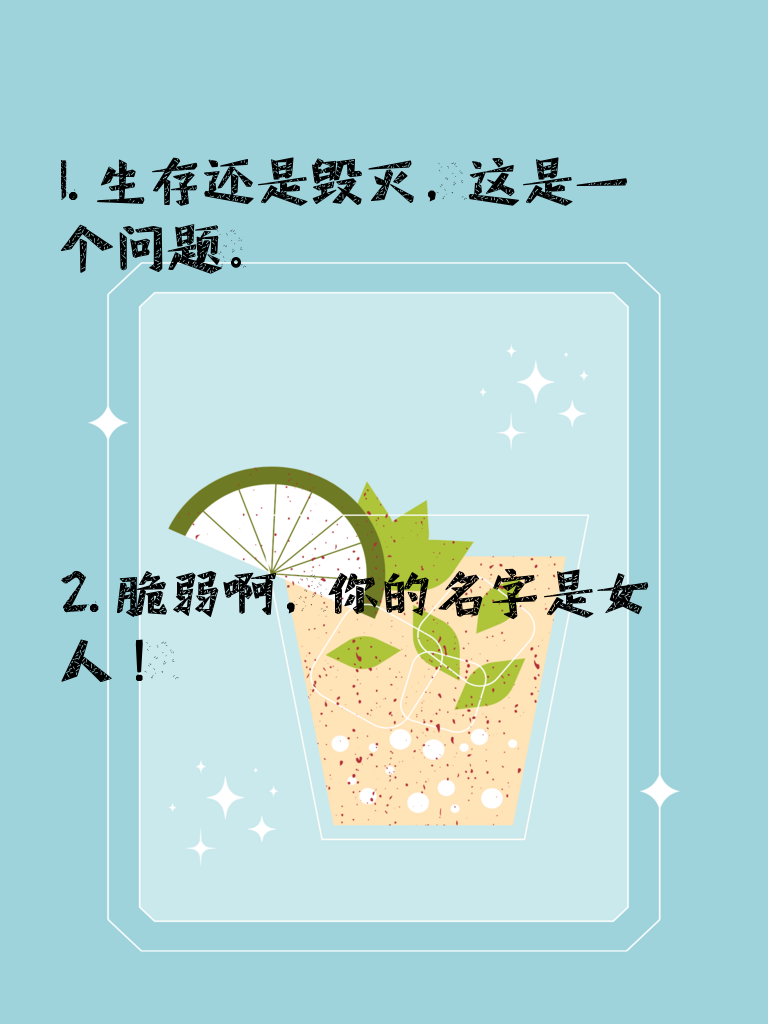 1. 生存还是毁灭, 这是一
个问题。
2. 脆弱啊, 你的名字是女
人！